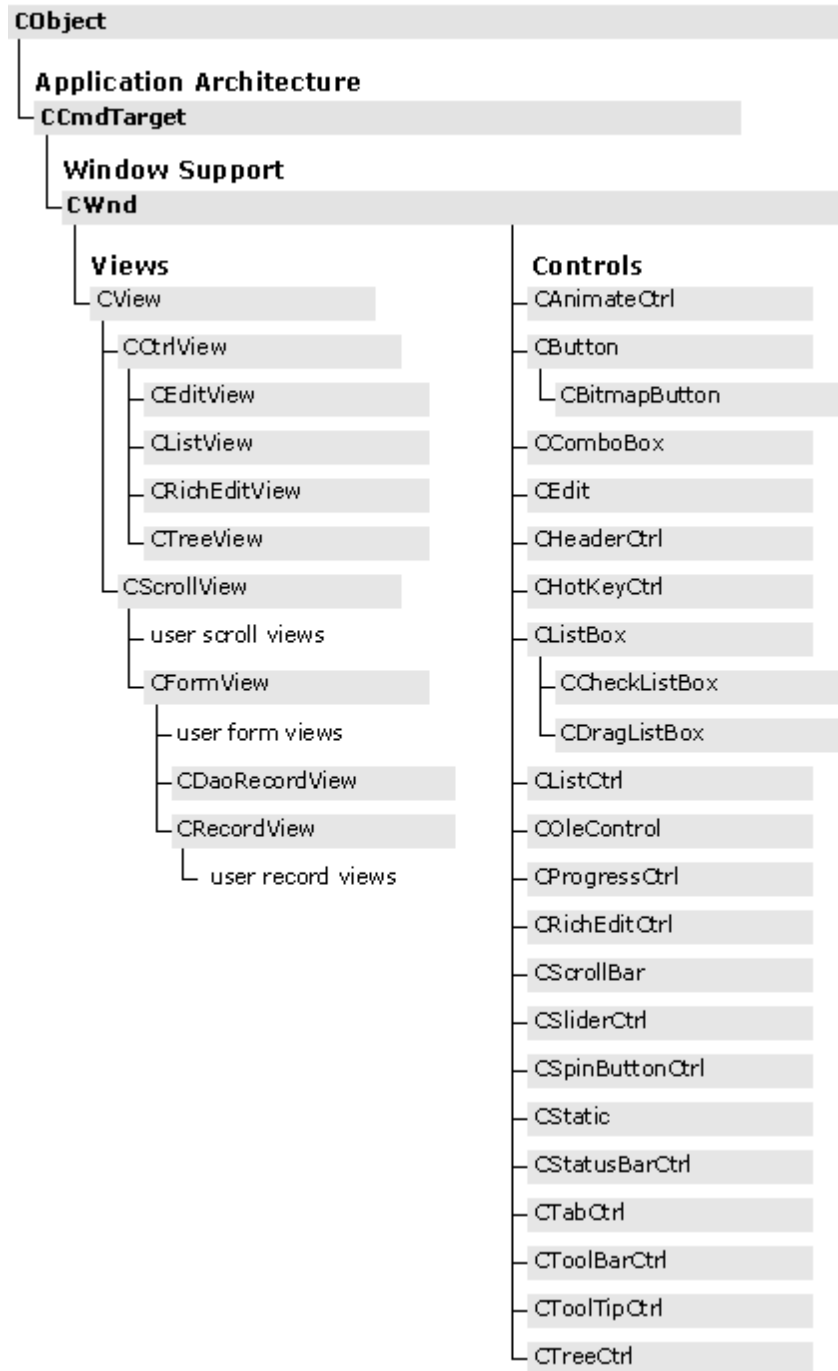 CObject
Application Architecture
CCmdTarget
Window Support
CWnd
Views
CView
CCtrlView
CEditView
CListView
CRichEditView
CTreeView
CScrollView
user scroll views
CFormView
user form views
CDaoRecordView
CRecordView
user record views
Controls
CAnimateCtrl
CButton
CBitmapButton
CComboBox
CEdit
CHeaderCtrl
CHotKeyCtrl
CListBox
CCheckListBox
CDragListBox
CListCtrl
COleControl
CProgressCtrl
CRichEditCtrl
CScrollBar
CSliderCtrl
CSpinButtonCtrl
CStatic
CStatusBarCtrl
CTabCtrl
CToolBarCtrl
CToolTipCtrl
CTreeCtrl